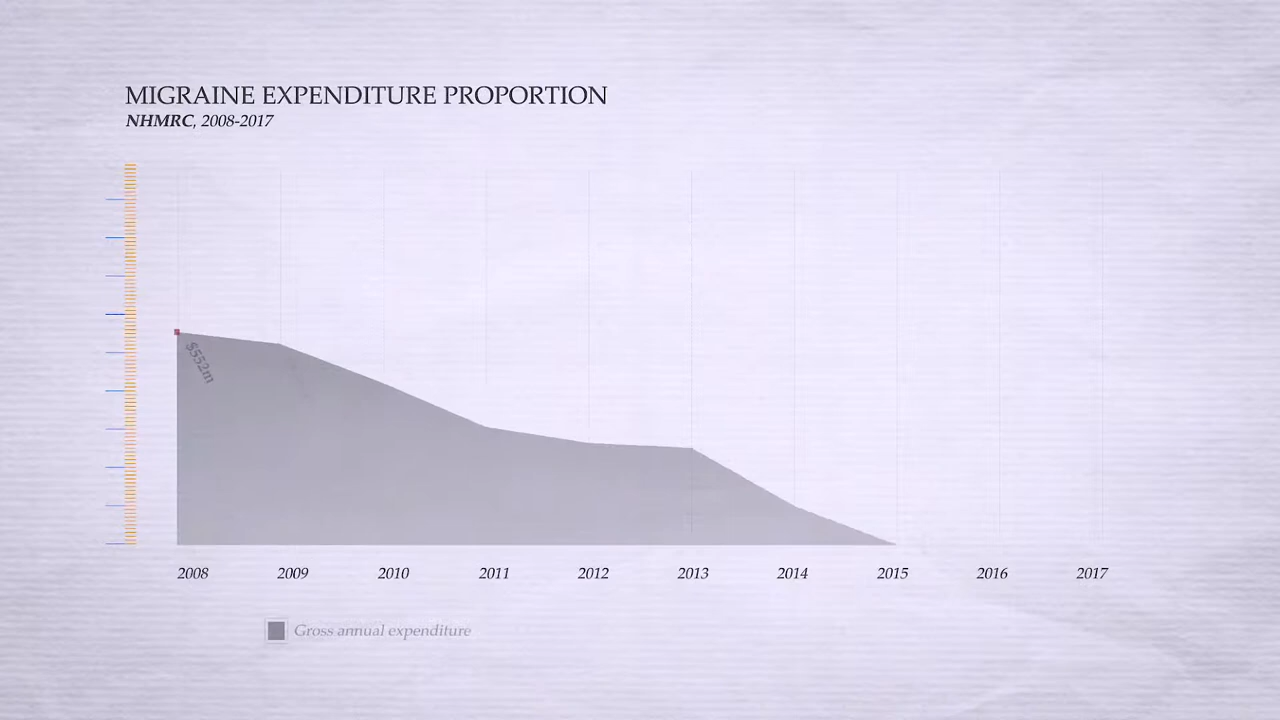 MIGRAINE EXPENDITURE PROPORTION
NHMRC, 2008-2017
$552m
2008 2009 2010 2011 2012 2013 2014 2015 2016 2017
Gross annual expenditure